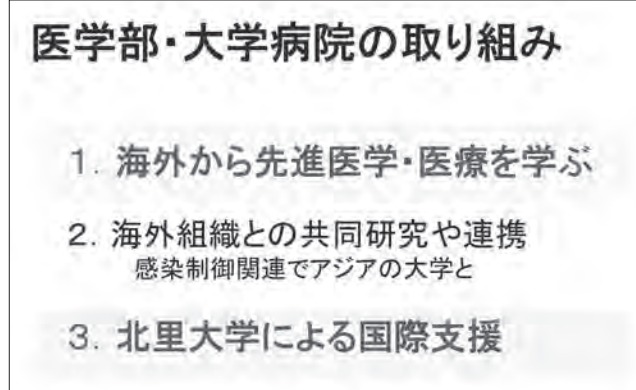 医学部・大学病院の取り組み
1. 海外から先進医学・医療を学ぶ
2. 海外組織との共同研究や連携
感染制御関連でアジアの大学と
3. 北里大学による国際支援